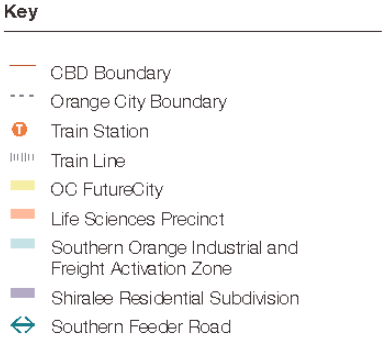 Key
CBD Boundary
Orange City Boundary
T Train Station
Train Line
OC FutureCity
Life Sciences Precinct
Southern Orange Industrial and
Freight Activation Zone
Shiralee Residential Subdivision
Southern Feeder Road